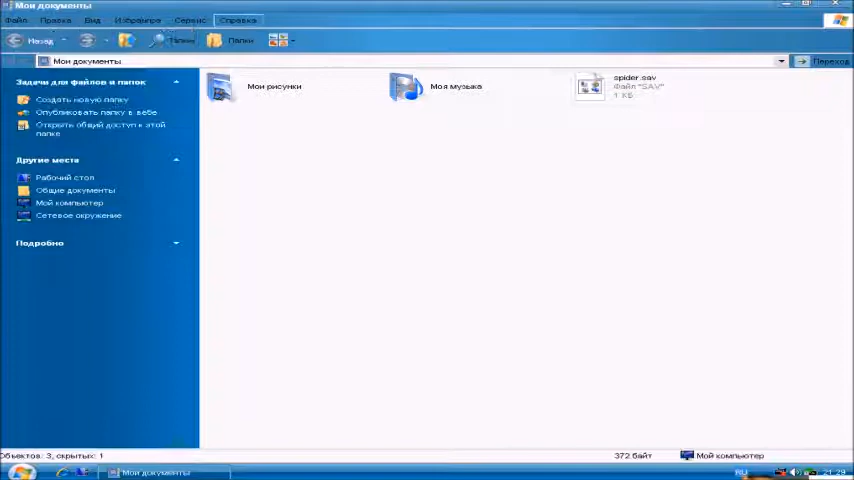 Мои документы
Файл Правка Вид Избранное Сервис Справка
Назад Папки
Мои документы Переход
Задачи для файлов и папок
Создать новую папку
Опубликовать папку в вебе
Открыть общий доступ к этой
папке
Другие места
Рабочий стол
Общие документы
Мой компьютер
Сетевое окружение
Подробно
Мои рисунки
Моя музыка
spider.sav
Файл "SAV"
1 КБ
Объектов: 3, скрытых: 1
372 байт
Мой компьютер
Мои документы
RU
21:29